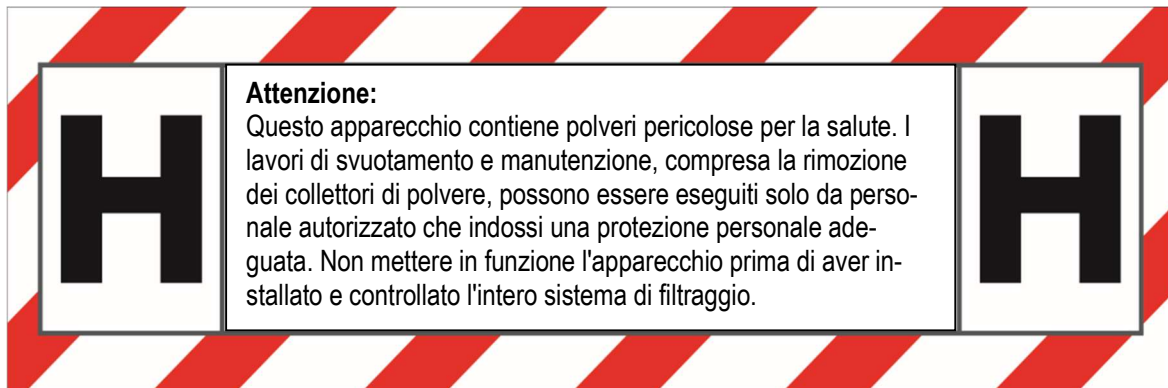 H
Attenzione:
Questo apparecchio contiene polveri pericolose per la salute. I
lavori di svuotamento e manutenzione, compresa la rimozione
dei collettori di polvere, possono essere eseguiti solo da perso-
nale autorizzato che indossi una protezione personale ade-
guata. Non mettere in funzione l'apparecchio prima di aver in-
stallato e controllato l'intero sistema di filtraggio.
H